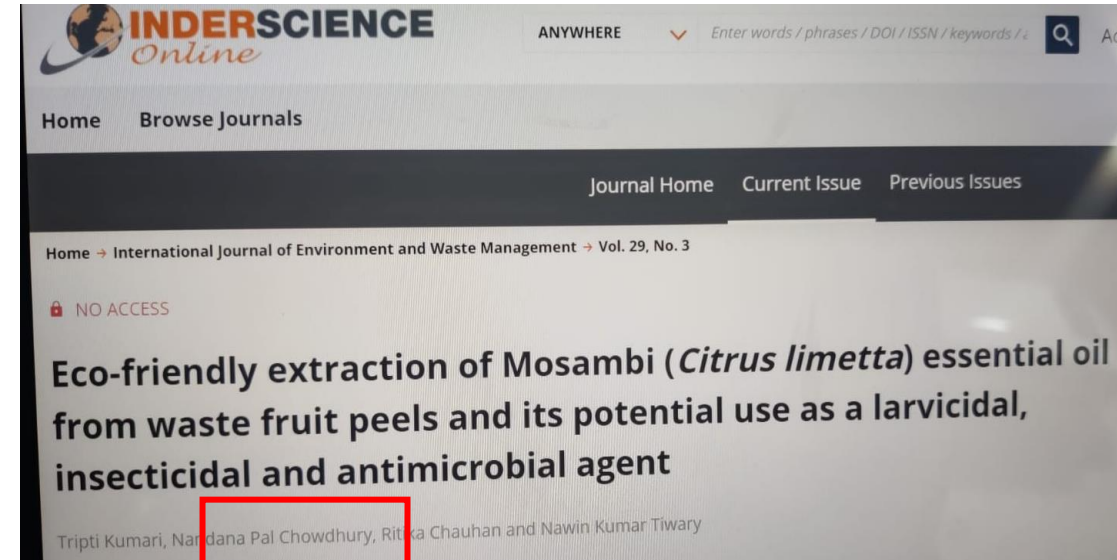 INDERSCIENCE
Online
ANYWHERE Enter words / phrases / DOI / ISSN / keywords /
Home Browse Journals
Journal Home Current Issue Previous Issues
Home → International Journal of Environment and Waste Management → Vol. 29, No. 3
NO ACCESS
Eco-friendly extraction of Mosambi (Citrus limetta) essential oil
from waste fruit peels and its potential use as a larvicidal,
insecticidal and antimicrobial agent
Tripti Kumari, Nandana Pal Chowdhury, Ritika Chauhan and Nawin Kumar Tiwary